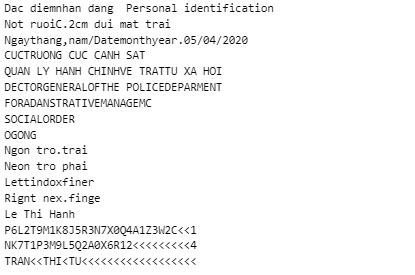 Dac diemnhan dang  Personal identification
Not ruoiC.2cm dui mat trai
Ngaythang,nam/Datemonthyear.05/04/2020
CUCTRUONG CUC CANH SAT
QUAN LY HANH CHINHVE TRATTU XA HOI
DECTORGENERALOFTHE POLICEDEPARMENT
FORADANSTRATIVEMANAGEMC
SOCIALORDER
OGONG
Ngon tro.trai
Neon tro phai
Lettindoxfiner
Rignt nex.finge
Le Thi Hanh
P6L2T9M1K8J5R3N7X0Q4A1Z3W2C<<1
NK7T1P3M9L5Q2A0X6R12<<<<<<<<<4
TRAN<<THI<TU<<<<<<<<<<<<<<<<<<